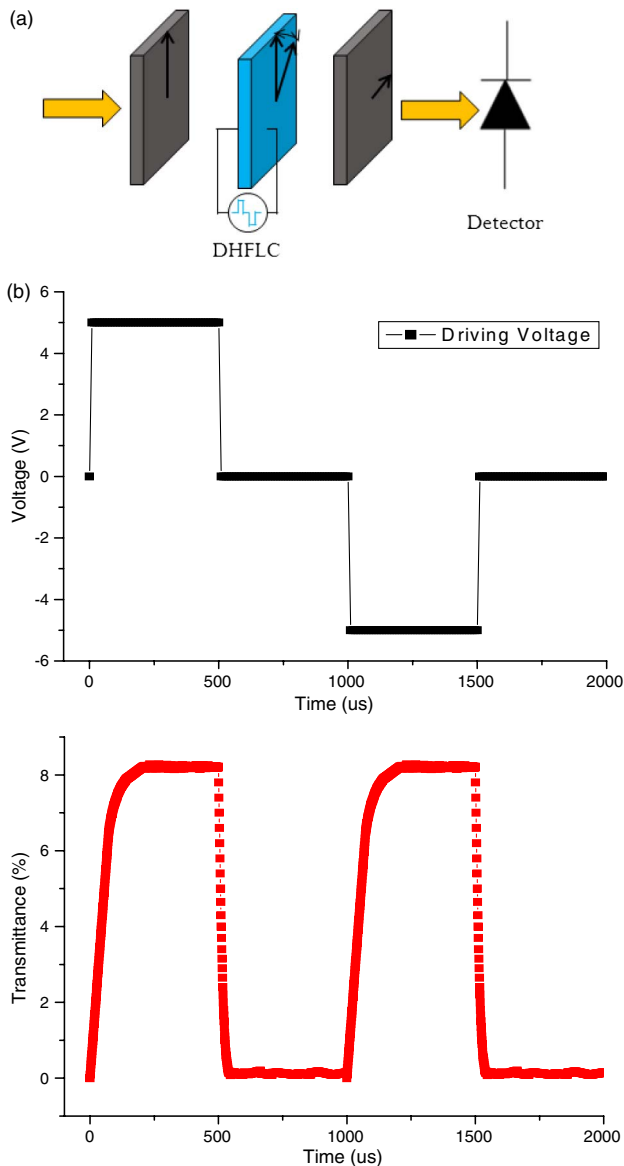 (a)
DHFLC
Detector
(b)
6
4
2
0
-2
-4
-6
Voltage (V)
Driving Voltage
0 500 1000 1500 2000
Time (us)
8
6
4
2
0
Transmittance (%)
0 500 1000 1500 2000
Time (us)